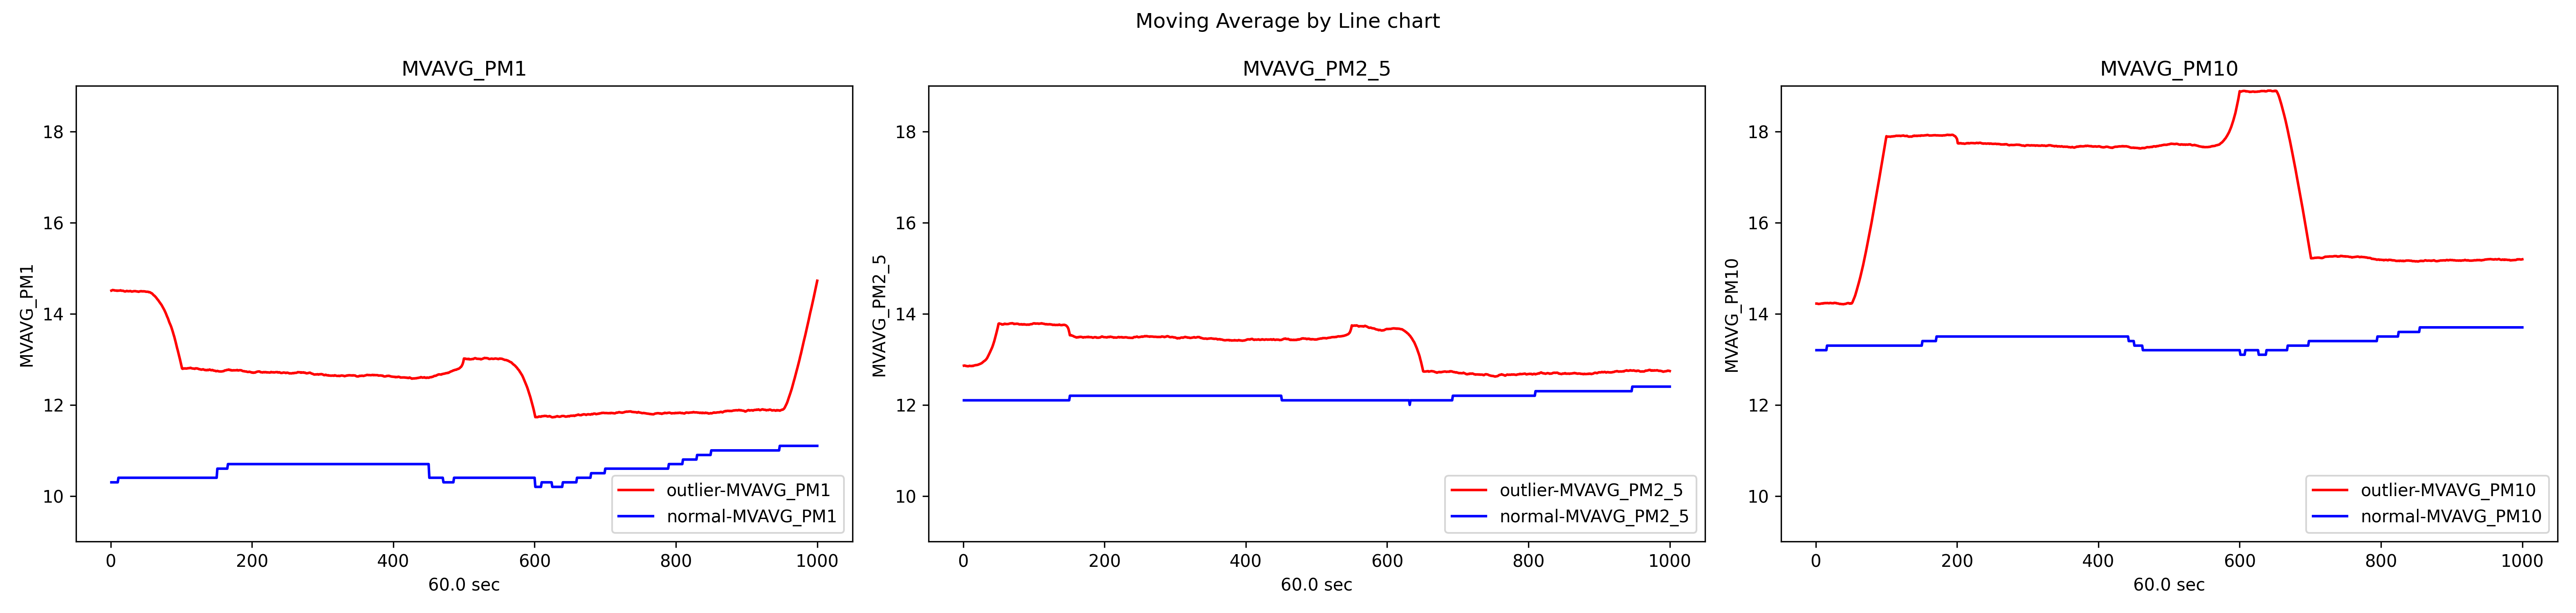 Moving Average by Line chart
MVAVG_PM1
MVAVG_PM1
18
16
14
12
10
0 200 400 600 800 1000
60.0 sec
outlier-MVAVG_PM1
normal-MVAVG_PM1
MVAVG_PM2_5
MVAVG_PM2_5
18
16
14
12
10
0 200 400 600 800 1000
60.0 sec
outlier-MVAVG_PM2_5
normal-MVAVG_PM2_5
MVAVG_PM10
MVAVG_PM10
18
16
14
12
10
0 200 400 600 800 1000
60.0 sec
outlier-MVAVG_PM10
normal-MVAVG_PM10